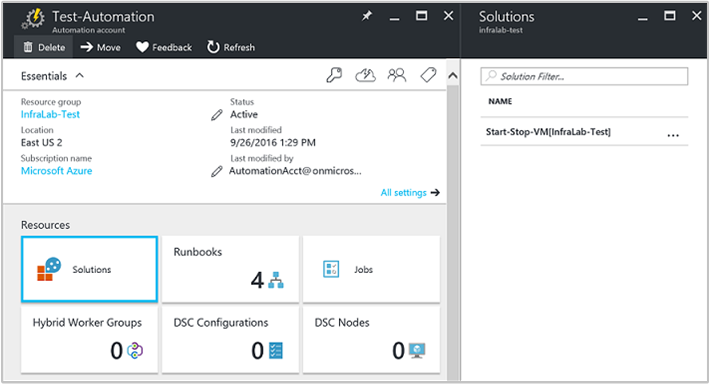 Test-Automation
Automation account
Delete Move Feedback Refresh
Essentials
Resource group
InfraLab-Test
Location
East US 2
Subscription name
Microsoft Azure
Status
Active
Last modified
9/26/2016 1:29 PM
Last modified by
AutomationAcct@onmicros...
All settings
Resources
Solutions
Runbooks
4
Jobs
Hybrid Worker Groups
0
DSC Configurations
0
DSC Nodes
0
Solutions
infralab-test
Solution Filter...
NAME
Start-Stop-VM[InfraLab-Test] ...